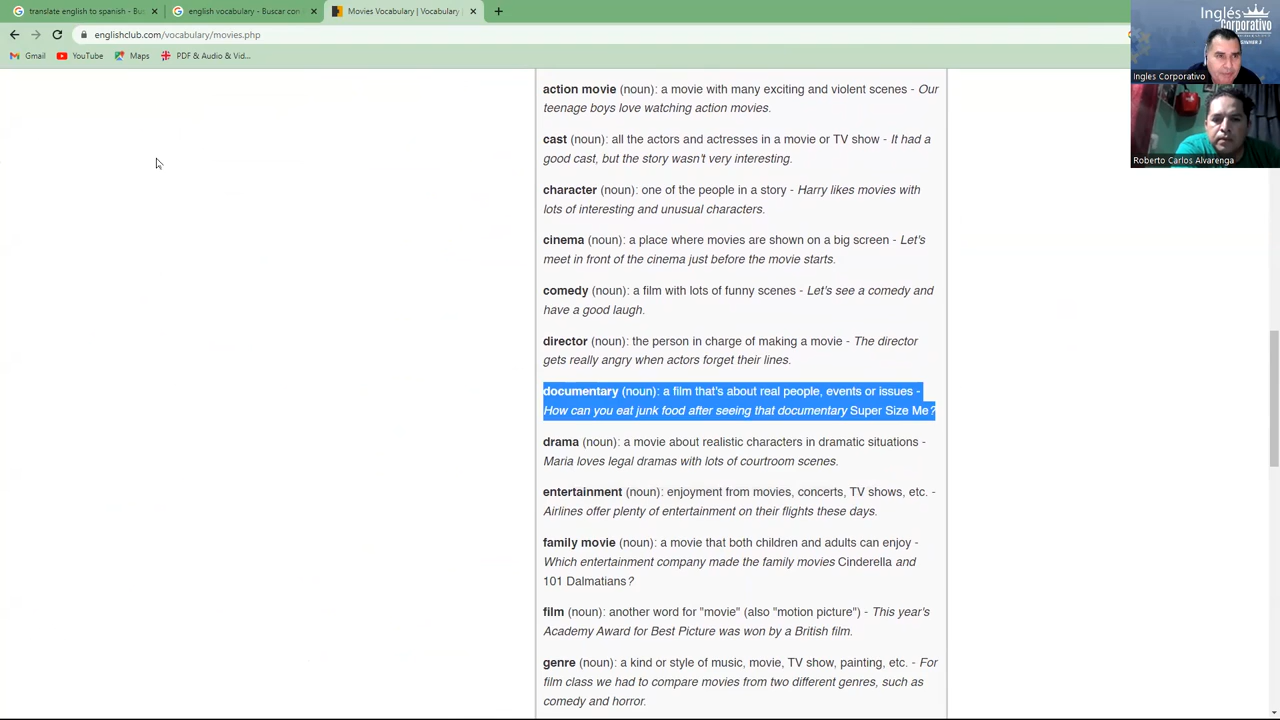 translate english to spanish - Bus
english vocabulary - Buscar con
Movies Vocabulary | Vocabulary
englishclub.com/vocabulary/movies.php
Gmail
YouTube
Maps
PDF & Audio & Vid...
Inglés
Corporativo
Ingles Corporativo
Roberto Carlos Alvarenga
action movie (noun): a movie with many exciting and violent scenes - Our
teenage boys love watching action movies.
cast (noun): all the actors and actresses in a movie or TV show - It had a
good cast, but the story wasn't very interesting.
character (noun): one of the people in a story - Harry likes movies with
lots of interesting and unusual characters.
cinema (noun): a place where movies are shown on a big screen - Let's
meet in front of the cinema just before the movie starts.
comedy (noun): a film with lots of funny scenes - Let's see a comedy and
have a good laugh.
director (noun): the person in charge of making a movie - The director
gets really angry when actors forget their lines.
documentary (noun): a film that's about real people, events or issues -
How can you eat junk food after seeing that documentary Super Size Me?
drama (noun): a movie about realistic characters in dramatic situations -
Maria loves legal dramas with lots of courtroom scenes.
entertainment (noun): enjoyment from movies, concerts, TV shows, etc. -
Airlines offer plenty of entertainment on their flights these days.
family movie (noun): a movie that both children and adults can enjoy -
Which entertainment company made the family movies Cinderella and
101 Dalmatians?
film (noun): another word for "movie" (also "motion picture") - This year's
Academy Award for Best Picture was won by a British film.
genre (noun): a kind or style of music, movie, TV show, painting, etc. - For
film class we had to compare movies from two different genres, such as
comedy and horror.